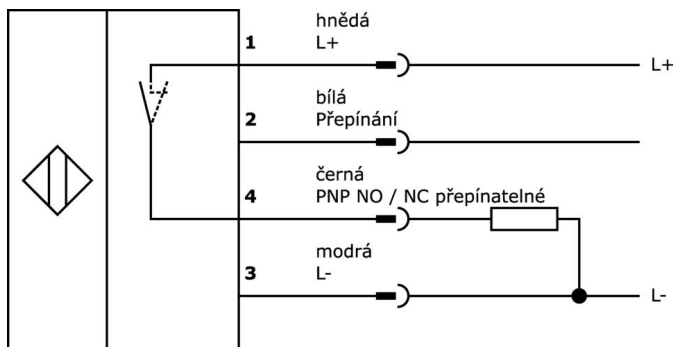 hnědá
1 L+
L+
bílá
2 Přepínání
černá
4 PNP NO / NC přepínatelné
modrá
3 L-
L-